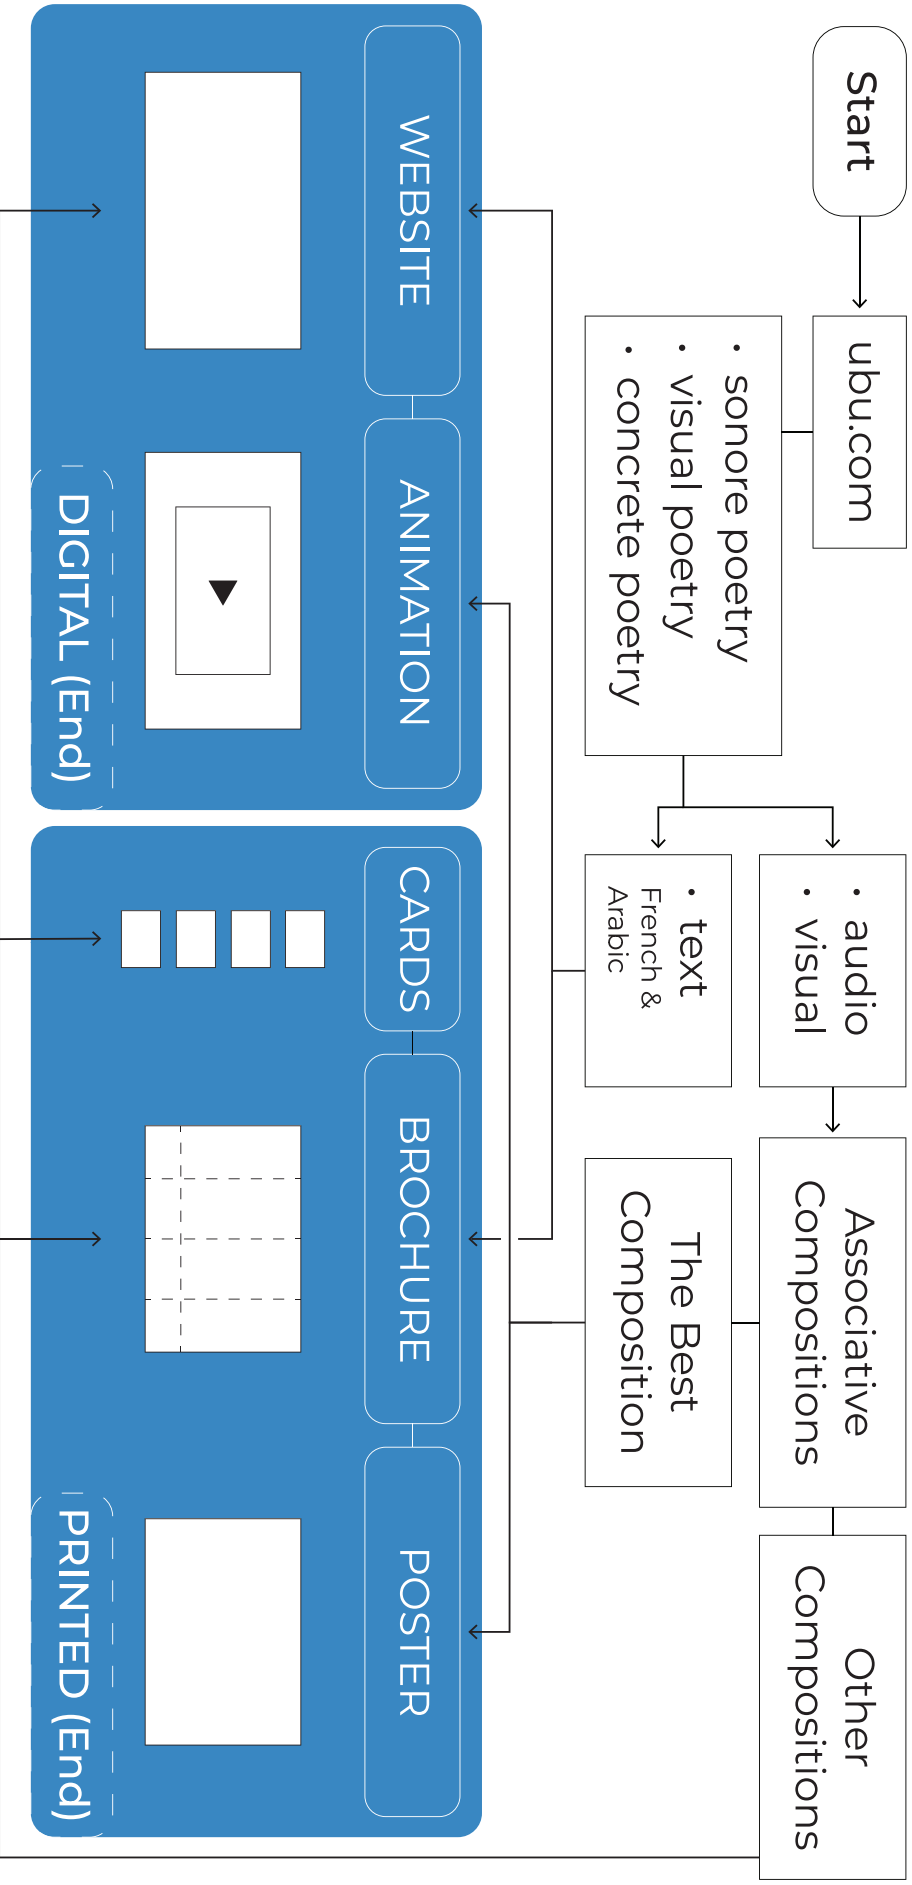 Start
ubu.com
• sonore poetry
• visual poetry
• concrete poetry
• audio
• visual
• text
French &
Arabic
Associative
Compositions
The Best
Composition
Other
Compositions
WEBSITE
ANIMATION
DIGITAL (End)
CARDS
BROCHURE
POSTER
PRINTED (End)